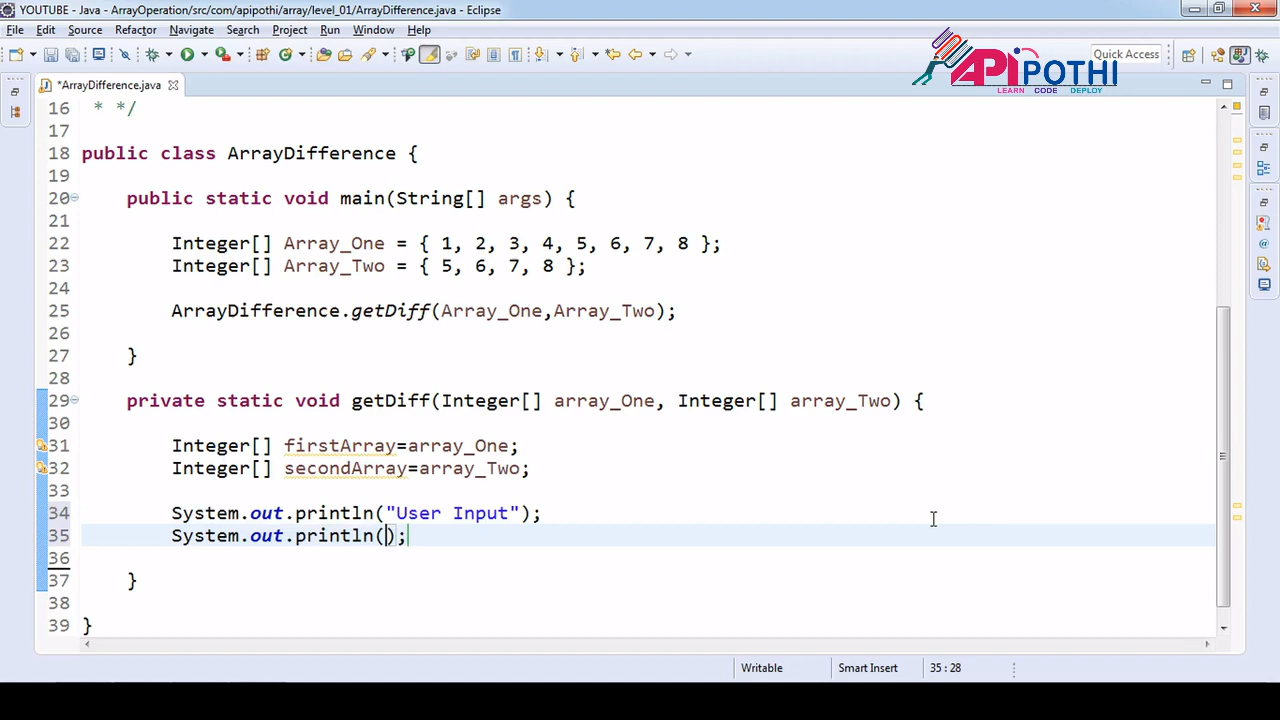 YOUTUBE - Java - ArrayOperation/src/com/apipothi/array/level_01/ArrayDifference.java - Eclipse
File Edit Source Refactor Navigate Search Project Run Window Help
Quick Access
APIPOTHI
LEARN CODE DEPLOY
*ArrayDifference.java
16 * */
17
18 public class ArrayDifference {
19
20 public static void main(String[] args) {
21
22 Integer[] Array_One = { 1, 2, 3, 4, 5, 6, 7, 8 };
23 Integer[] Array_Two = { 5, 6, 7, 8 };
24
25 ArrayDifference.getDiff(Array_One,Array_Two);
26
27 }
28
29 private static void getDiff(Integer[] array_One, Integer[] array_Two) {
30
31 Integer[] firstArray=array_One;
32 Integer[] secondArray=array_Two;
33
34 System.out.println("User Input");
35 System.out.println();
36
37 }
38
39 }
Writable Smart Insert 35 : 28